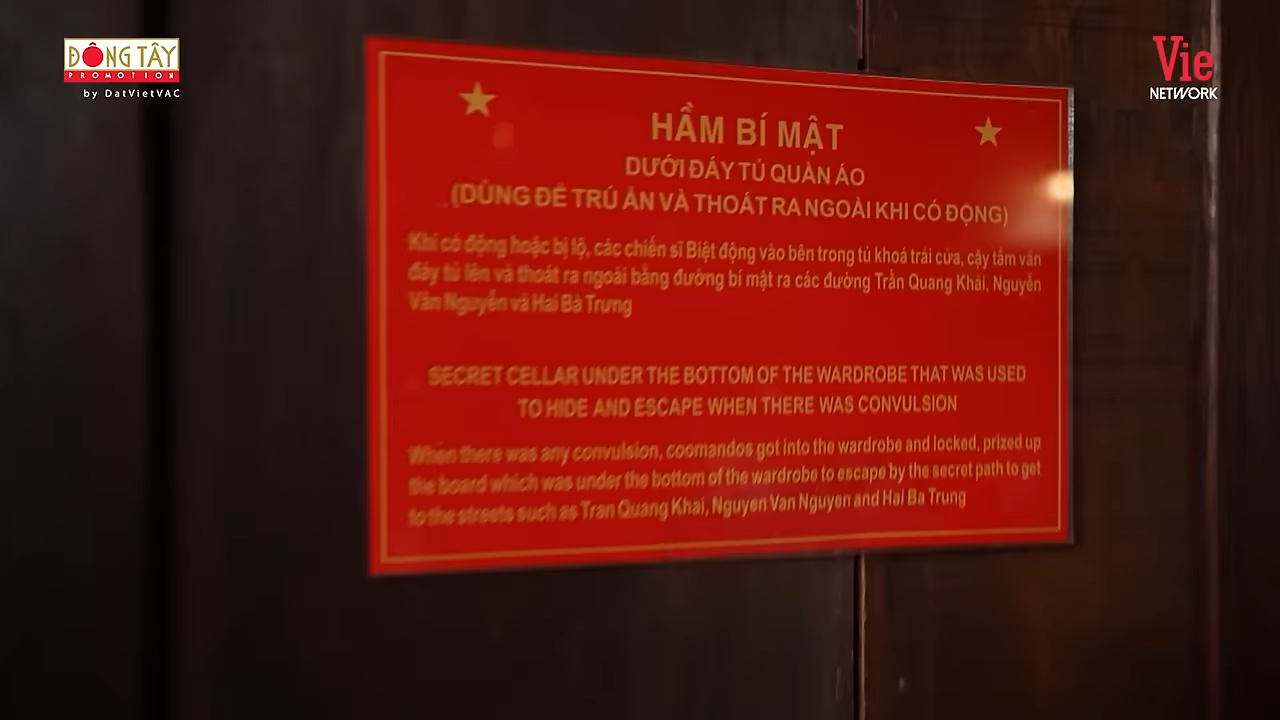 ĐÔNG TÂY
PROMOTION
by DatVietVAC
Vie
NETWORK
HẦM BÍ MẬT
DƯỚI ĐÁY TỦ QUẦN ÁO
(DÙNG ĐỂ TRÚ ẨN VÀ THOÁT RA NGOÀI KHI CÓ ĐỘNG)
Khi có động hoặc bị lộ, các chiến sĩ Biệt động vào bên trong tủ khoá trái cửa, cậy tấm ván
đáy tủ lên và thoát ra ngoài bằng đường bí mật ra các đường Trần Quang Khải, Nguyễn
Văn Nguyễn và Hai Bà Trưng
SECRET CELLAR UNDER THE BOTTOM OF THE WARDROBE THAT WAS USED
TO HIDE AND ESCAPE WHEN THERE WAS CONVULSION
When there was any convulsion, coomandos got into the wardrobe and locked, prized up
the board which was under the bottom of the wardrobe to escape by the secret path to get
to the streets such as Tran Quang Khai, Nguyen Van Nguyen and Hai Ba Trung